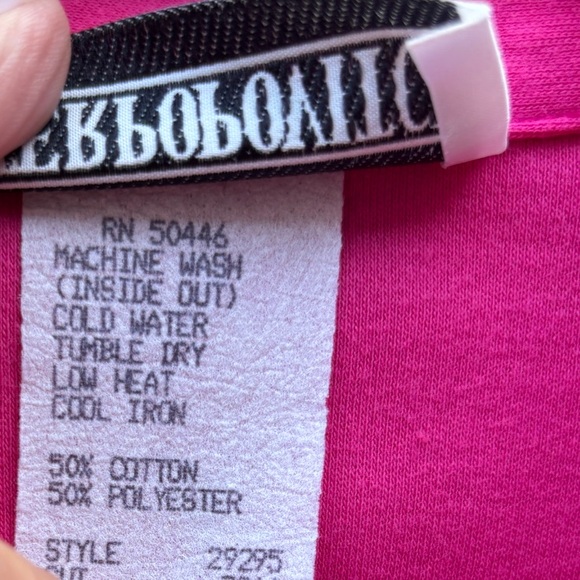 RN 50446
MACHINE WASH
(INSIDE OUT)
COLD WATER
TUMBLE DRY
LOW HEAT
COOL IRON
50% COTTON
50% POLYESTER
STYLE 29295
CUT